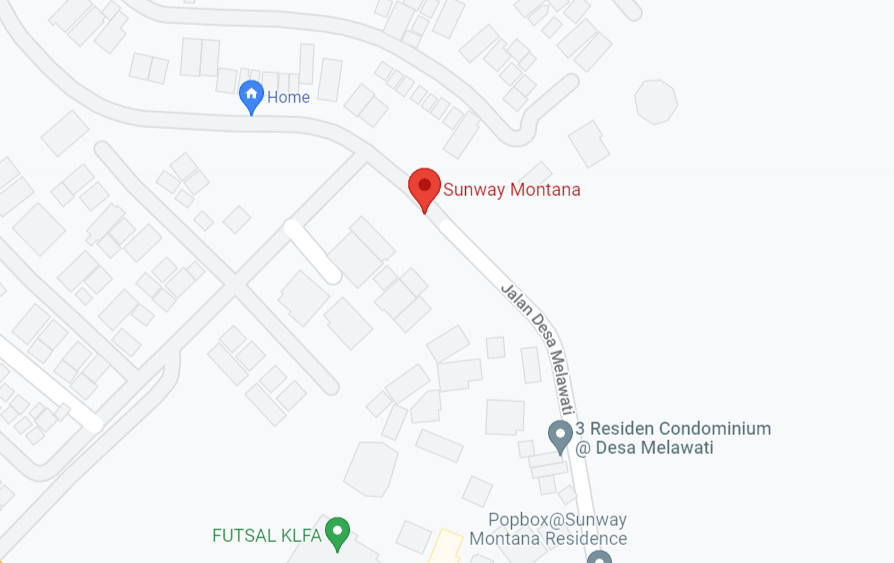 Home
Sunway Montana
Jalan Desa Melawati
3 Residen Condominium
@ Desa Melawati
Popbox@Sunway
Montana Residence
FUTSAL KLFA